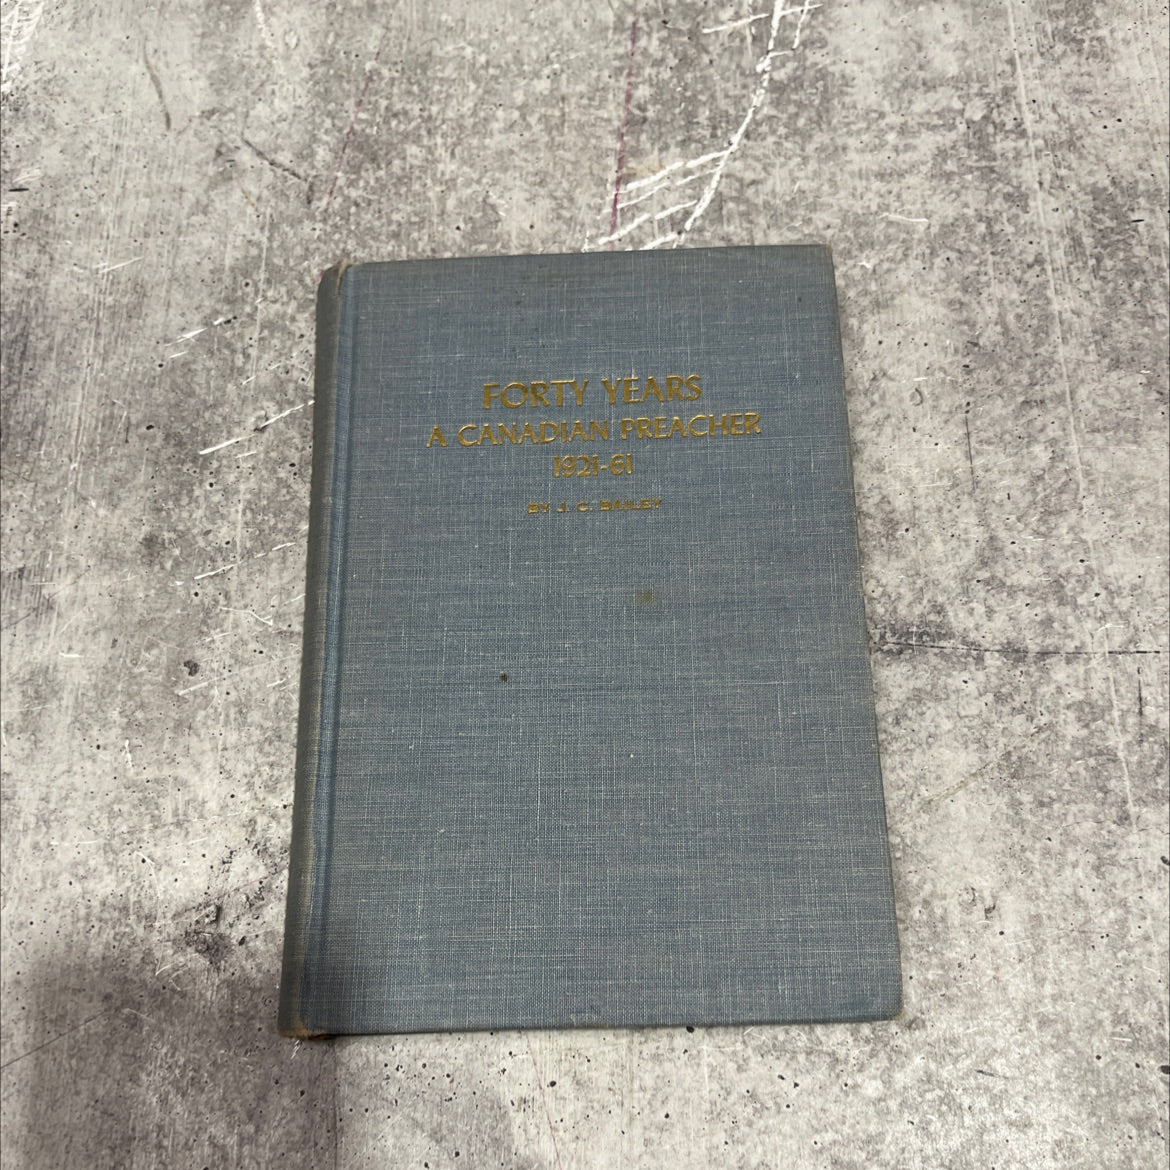 FORTY YEARS
A CANADIAN PREACHER
1921-61
BY J. C. BAILEY